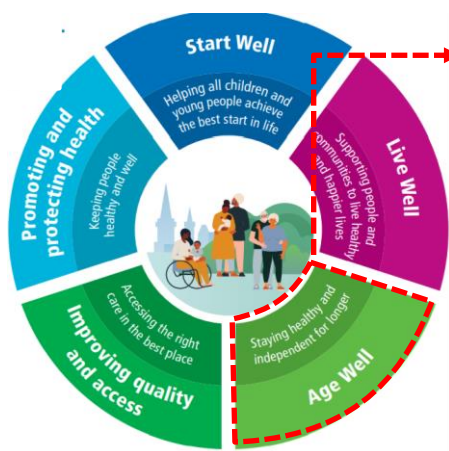 Start Well
Helping all children and
young people achieve
the best start in life
Live Well
Supporting people and
communities to live healthy
and happier lives
Age Well
Staying healthy and
independent for longer
Improving quality
and access
Accessing the right
care in the best place
Promoting and
protecting health
Keeping people
healthy and well